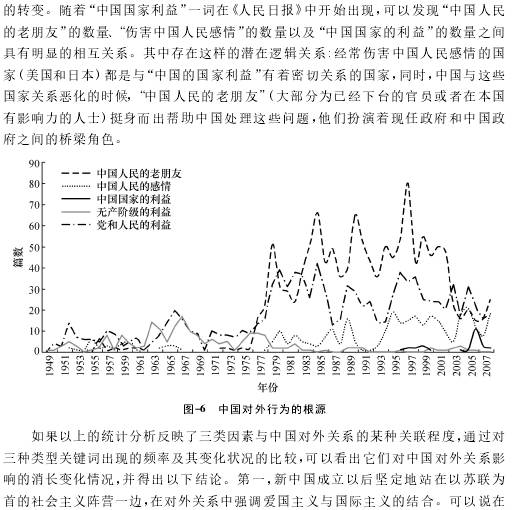 的转变。随着“中国国家利益”一词在《人民日报》中开始出现,可以发现“中国人民
的老朋友”的数量、“伤害中国人民感情”的数量以及“中国国家的利益”的数量之间
具有明显的相互关系。其中存在这样的潜在逻辑关系:经常伤害中国人民感情的国
家(美国和日本)都是与“中国的国家利益”有着密切关系的国家,同时,中国与这些
国家关系恶化的时候,“中国人民的老朋友”(大部分为已经下台的官员或者在本国
有影响力的人士)挺身而出帮助中国处理这些问题,他们扮演着现任政府和中国政
府之间的桥梁角色。
90
80
70
60
50
40
30
20
10
0
篇数
中国人民的老朋友
中国人民的感情
中国国家的利益
无产阶级的利益
党和人民的利益
1949
1951
1953
1955
1957
1959
1961
1963
1965
1967
1969
1971
1973
1975
1977
1979
1981
1983
1985
1987
1989
1991
1993
1995
1997
1999
2001
2003
2005
2007
年份
图-6 中国对外行为的根源
如果以上的统计分析反映了三类因素与中国对外关系的某种关联程度,通过对
三种类型关键词出现的频率及其变化状况的比较,可以看出它们对中国对外关系影
响的消长变化情况,并得出以下结论。第一,新中国成立以后坚定地站在以苏联为
首的社会主义阵营一边,在对外关系中强调爱国主义与国际主义的结合。可以说在